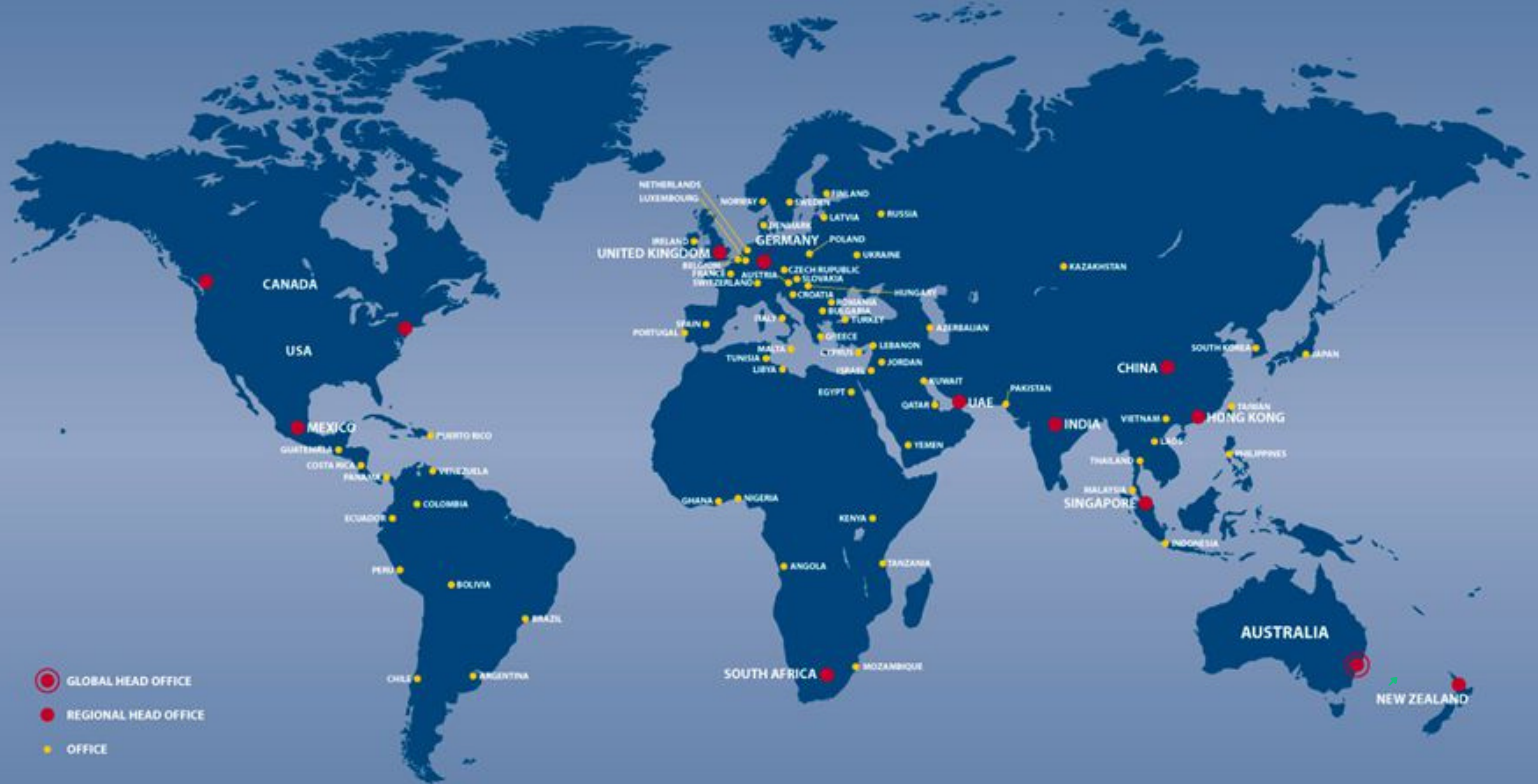 NETHERLANDS
LUXEMBOURG
NORWAY
SWEDEN
FINLAND
LATVIA
RUSSIA
DENMARK
IRELAND
GERMANY
POLAND
UNITED KINGDOM
UKRAINE
BELGIUM
FRANCE
AUSTRIA
CZECH RUPUBLIC
SLOVAKIA
KAZAKHSTAN
SWIEZERLAND
HUNGARY
CROATIA
ROMANIA
BULGARIA
CANADA
ITALY
TURKEY
SPAIN
PORTUGAL
GREECE
AZERBAIJAN
USA
MALTA
CYPRUS
LEBANON
SOUTH KOREA
JAPAN
TUNISIA
LIBYA
JORDAN
ISRAEL
CHINA
KUWAIT
EGYPT
PAKISTAN
QATAR
UAE
TAIWAN
MEXICO
INDIA
VIETNAM
HONG KONG
PUERTO RICO
GUATEMALA
YEMEN
LAOS
PHILIPPINES
COSTA RICA
THAILAND
PANAMA
VENEZUELA
MALAYSIA
GHANA
NIGERIA
COLOMBIA
SINGAPORE
ECUADOR
KENYA
INDONESIA
PERU
ANGOLA
TANZANIA
BOLIVIA
BRAZIL
AUSTRALIA
SOUTH AFRICA
MOZAMBIQUE
CHILE
ARGENTINA
NEW ZEALAND
GLOBAL HEAD OFFICE
REGIONAL HEAD OFFICE
OFFICE